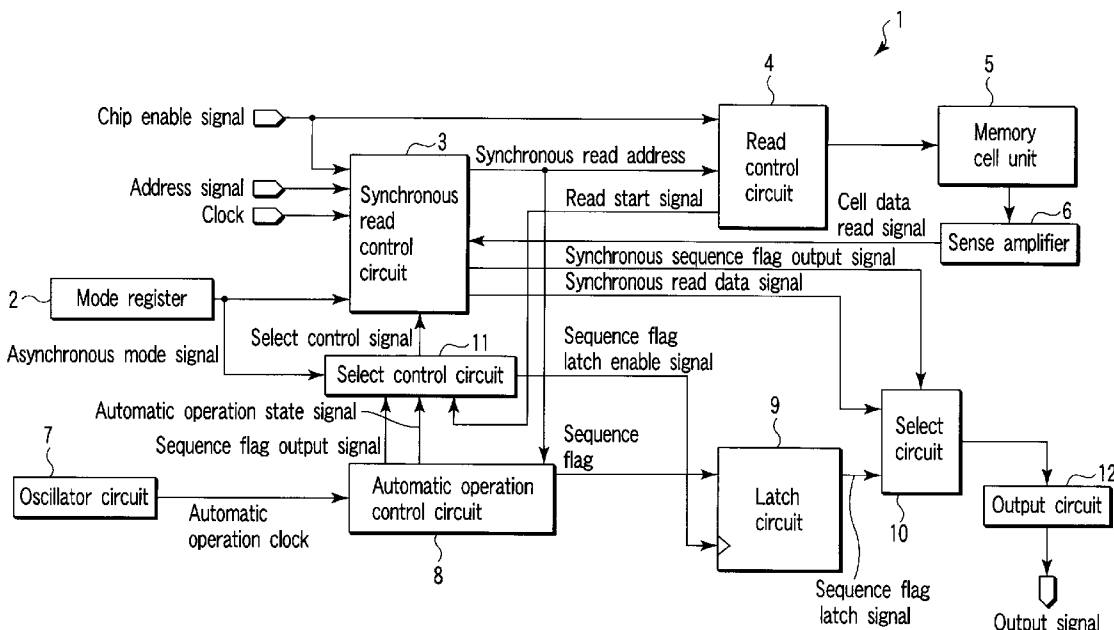 1
4
5
Chip enable signal
3
Synchronous read address
Read
control
circuit
Memory
cell unit
Address signal
Clock
Synchronous
read
control
circuit
Read start signal
Cell data
read signal
6
Sense amplifier
Synchronous sequence flag output signal
Synchronous read data signal
2
Mode register
Select control signal
11
Sequence flag
latch enable signal
Asynchronous mode signal
Select control circuit
Automatic operation state signal
Sequence flag output signal
Sequence
flag
9
Select
circuit
10
7
Oscillator circuit
Automatic operation
control circuit
8
Latch
circuit
12
Output circuit
Automatic
operation clock
Sequence flag
latch signal
Output signal